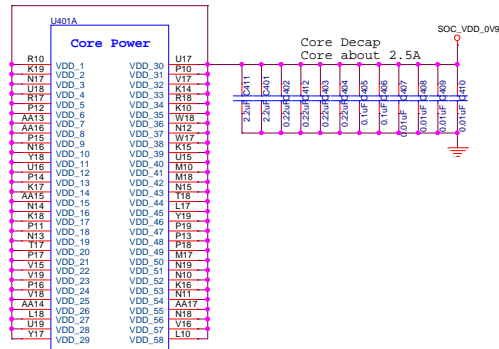 U401A
Core Power
SOC_VDD_0V9
Core Decap
Core about 2.5A
R10 VDD_1 VDD_30 U17
K19 VDD_2 VDD_31 P10
N17 VDD_3 VDD_32 V17
U18 VDD_4 VDD_33 K14
R17 VDD_5 VDD_34 R18
P12 VDD_6 VDD_35 K10
AA13 VDD_7 VDD_36 W18
AA16 VDD_8 VDD_37 N12
P15 VDD_9 VDD_38 W17
N16 VDD_10 VDD_39 K15
Y18 VDD_11 VDD_40 U15
U16 VDD_12 VDD_41 M10
P14 VDD_13 VDD_42 M18
K17 VDD_14 VDD_43 N15
AA15 VDD_15 VDD_44 T18
N14 VDD_16 VDD_45 L17
K18 VDD_17 VDD_46 Y19
P11 VDD_18 VDD_47 P19
N13 VDD_19 VDD_48 P13
T17 VDD_20 VDD_49 P18
P17 VDD_21 VDD_50 M17
V15 VDD_22 VDD_51 N19
V19 VDD_23 VDD_52 N10
P16 VDD_24 VDD_53 K16
V18 VDD_25 VDD_54 N11
AA14 VDD_26 VDD_55 AA17
L18 VDD_27 VDD_56 N18
U19 VDD_28 VDD_57 V16
Y17 VDD_29 VDD_58 L10
2.2uF C411
2.2uF C401
0.22uF C402
0.22uF C412
0.22uF C403
0.22uF C404
0.1uF C405
0.1uF C406
0.01uF C407
0.01uF C408
0.01uF C409
0.01uF C410